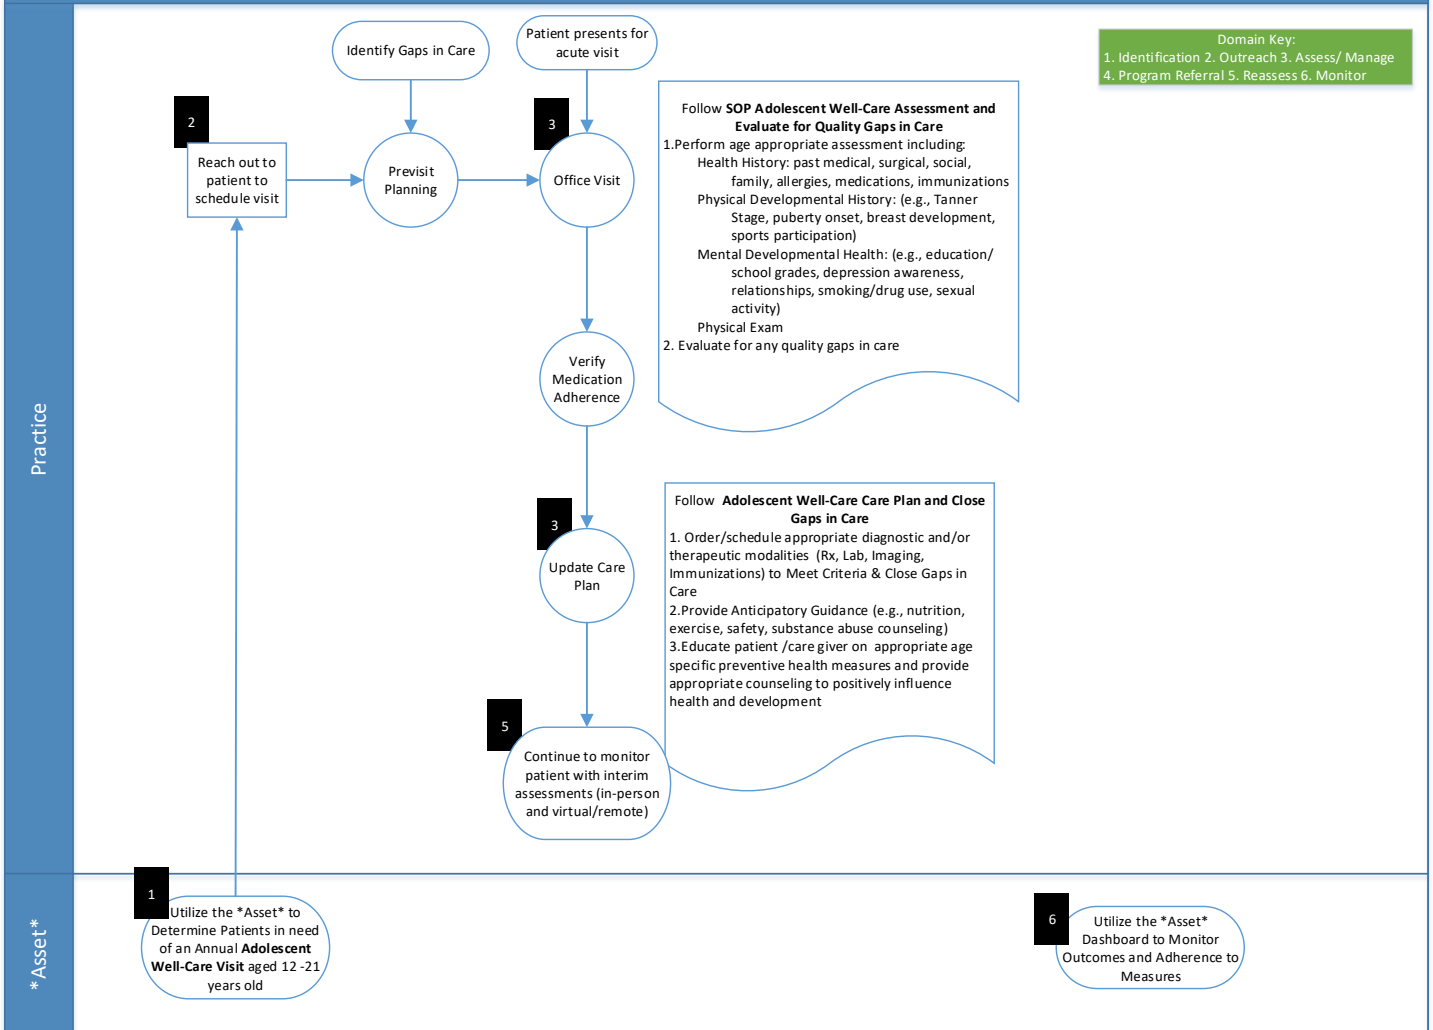 Practice
*Asset*
Identify Gaps in Care
Patient presents for
acute visit
Domain Key:
1. Identification 2. Outreach 3. Assess/ Manage
4. Program Referral 5. Reassess 6. Monitor
2
Reach out to
patient to
schedule visit
Previsit
Planning
3
Office Visit
Follow SOP Adolescent Well-Care Assessment and
Evaluate for Quality Gaps in Care
1.Perform age appropriate assessment including:
Health History: past medical, surgical, social,
family, allergies, medications, immunizations
Physical Developmental History: (e.g., Tanner
Stage, puberty onset, breast development,
sports participation)
Mental Developmental Health: (e.g., education/
school grades, depression awareness,
relationships, smoking/drug use, sexual
activity)
Physical Exam
2. Evaluate for any quality gaps in care
Verify
Medication
Adherence
3
Update Care
Plan
Follow Adolescent Well-Care Care Plan and Close
Gaps in Care
1. Order/schedule appropriate diagnostic and/or
therapeutic modalities (Rx, Lab, Imaging,
Immunizations) to Meet Criteria & Close Gaps in
Care
2.Provide Anticipatory Guidance (e.g., nutrition,
exercise, safety, substance abuse counseling)
3.Educate patient /care giver on appropriate age
specific preventive health measures and provide
appropriate counseling to positively influence
health and development
5
Continue to monitor
patient with interim
assessments (in-person
and virtual/remote)
1
Utilize the *Asset* to
Determine Patients in need
of an Annual Adolescent
Well-Care Visit aged 12 -21
years old
6
Utilize the *Asset*
Dashboard to Monitor
Outcomes and Adherence to
Measures